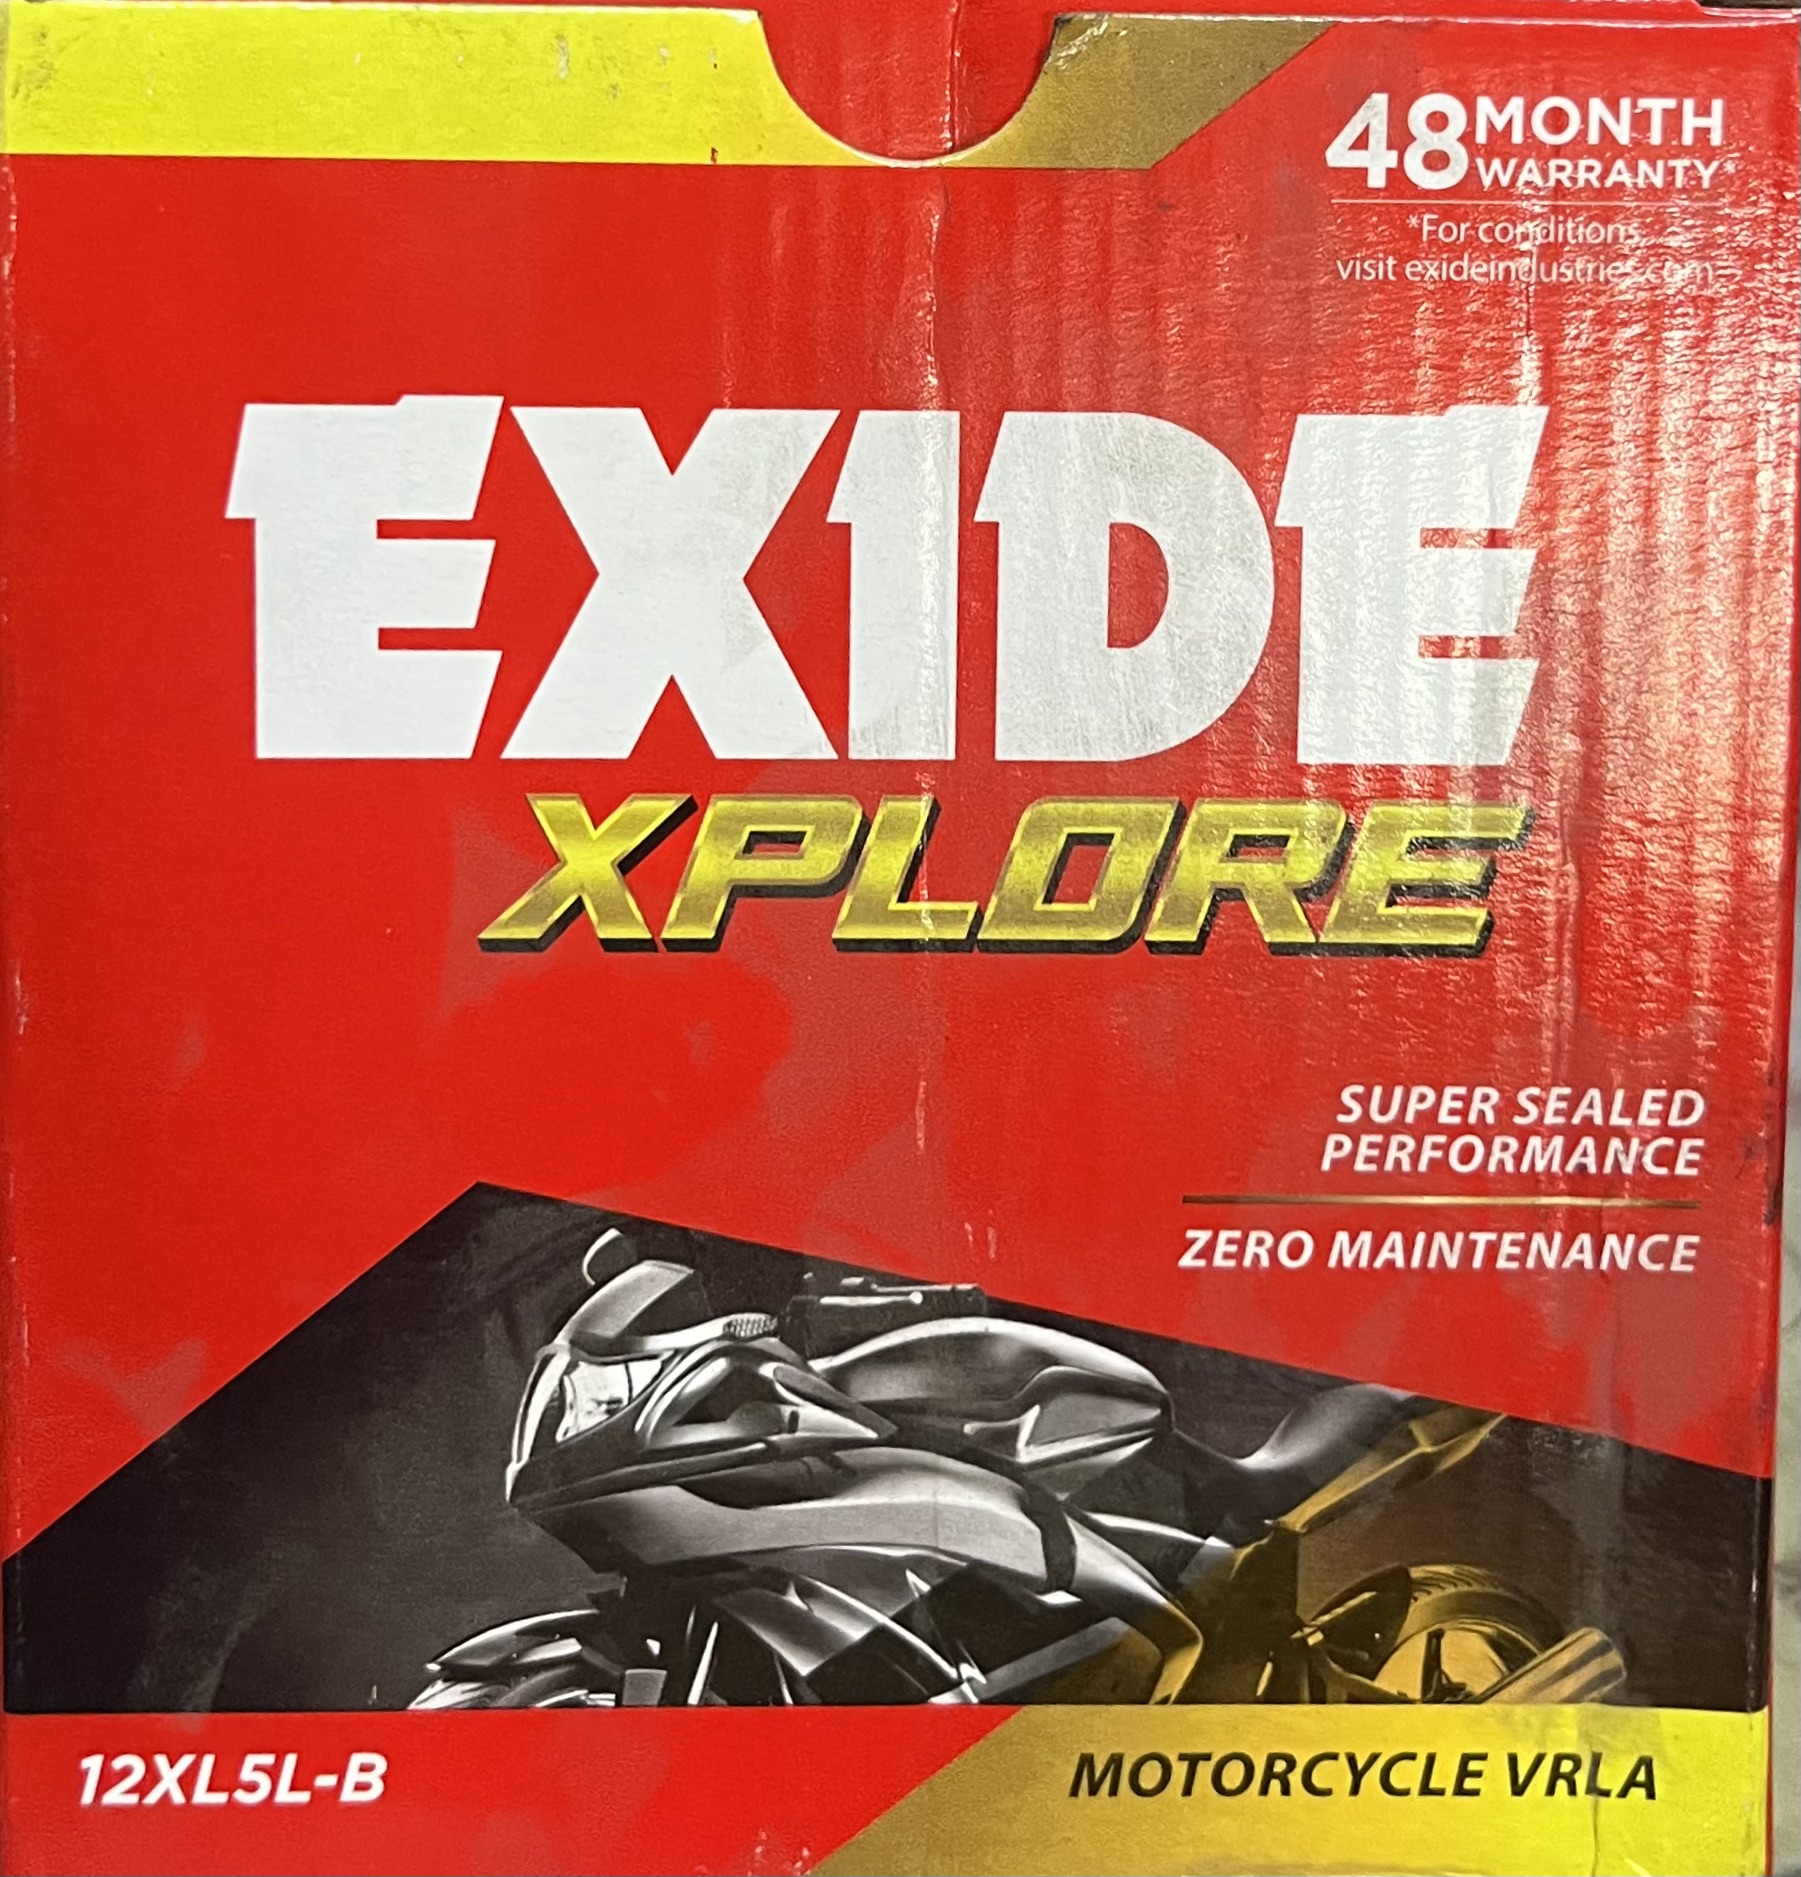 48 MONTH
WARRANTY*
*For conditions,
visit exideindustries.com
EXIDE
XPLORE
SUPER SEALED
PERFORMANCE
ZERO MAINTENANCE
12XL5L-B
MOTORCYCLE VRLA